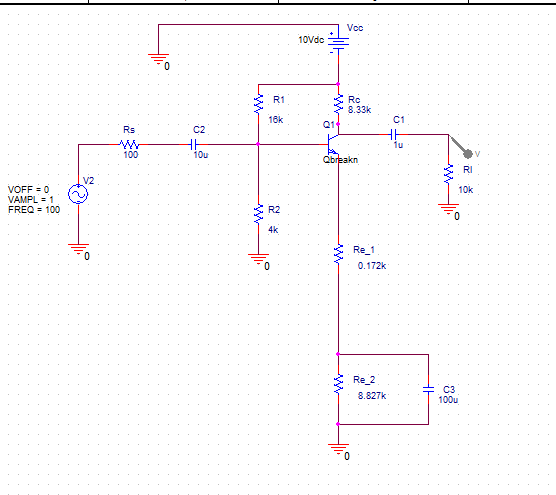 Vcc
10Vdc
0
R1
16k
Rc
8.33k
Q1
Qbreakn
C1
1u
V
Rl
10k
0
Rs
100
C2
10u
V2
VOFF = 0
VAMPL = 1
FREQ = 100
0
R2
4k
0
Re_1
0.172k
Re_2
8.827k
C3
100u
0